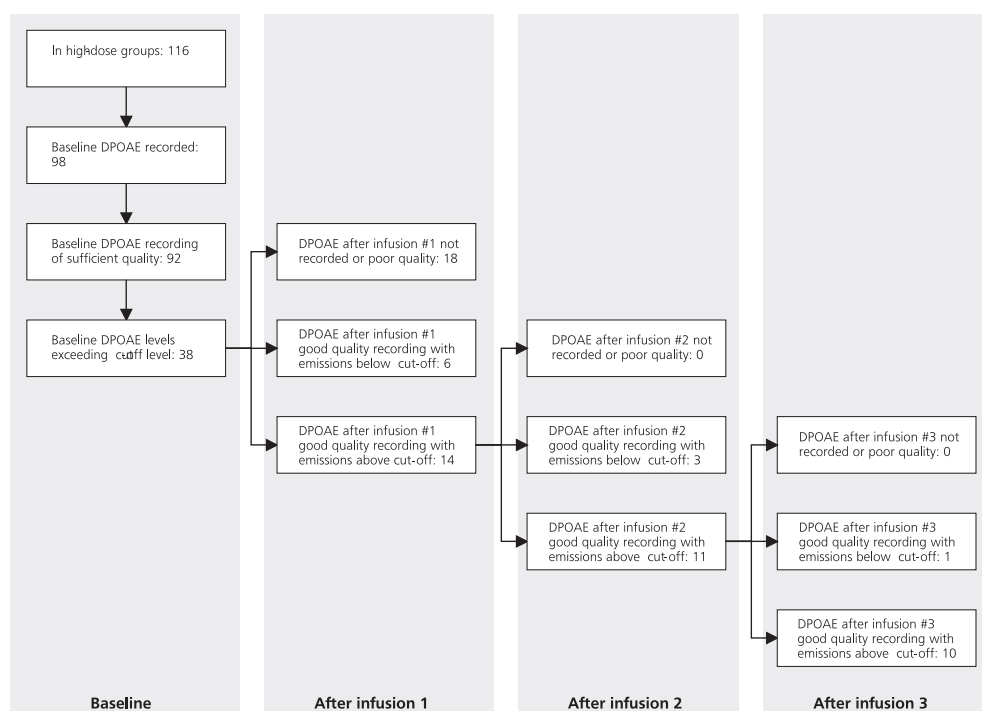 In high-dose groups: 116
Baseline DPOAE recorded:
98
Baseline DPOAE recording
of sufficient quality: 92
Baseline DPOAE levels
exceeding cut-off level: 38
Baseline
DPOAE after infusion #1 not
recorded or poor quality: 18
DPOAE after infusion #1
good quality recording with
emissions below cut-off: 6
DPOAE after infusion #1
good quality recording with
emissions above cut-off: 14
After infusion 1
DPOAE after infusion #2 not
recorded or poor quality: 0
DPOAE after infusion #2
good quality recording with
emissions below cut-off: 3
DPOAE after infusion #2
good quality recording with
emissions above cut-off: 11
After infusion 2
DPOAE after infusion #3 not
recorded or poor quality: 0
DPOAE after infusion #3
good quality recording with
emissions below cut-off: 1
DPOAE after infusion #3
good quality recording with
emissions above cut-off: 10
After infusion 3